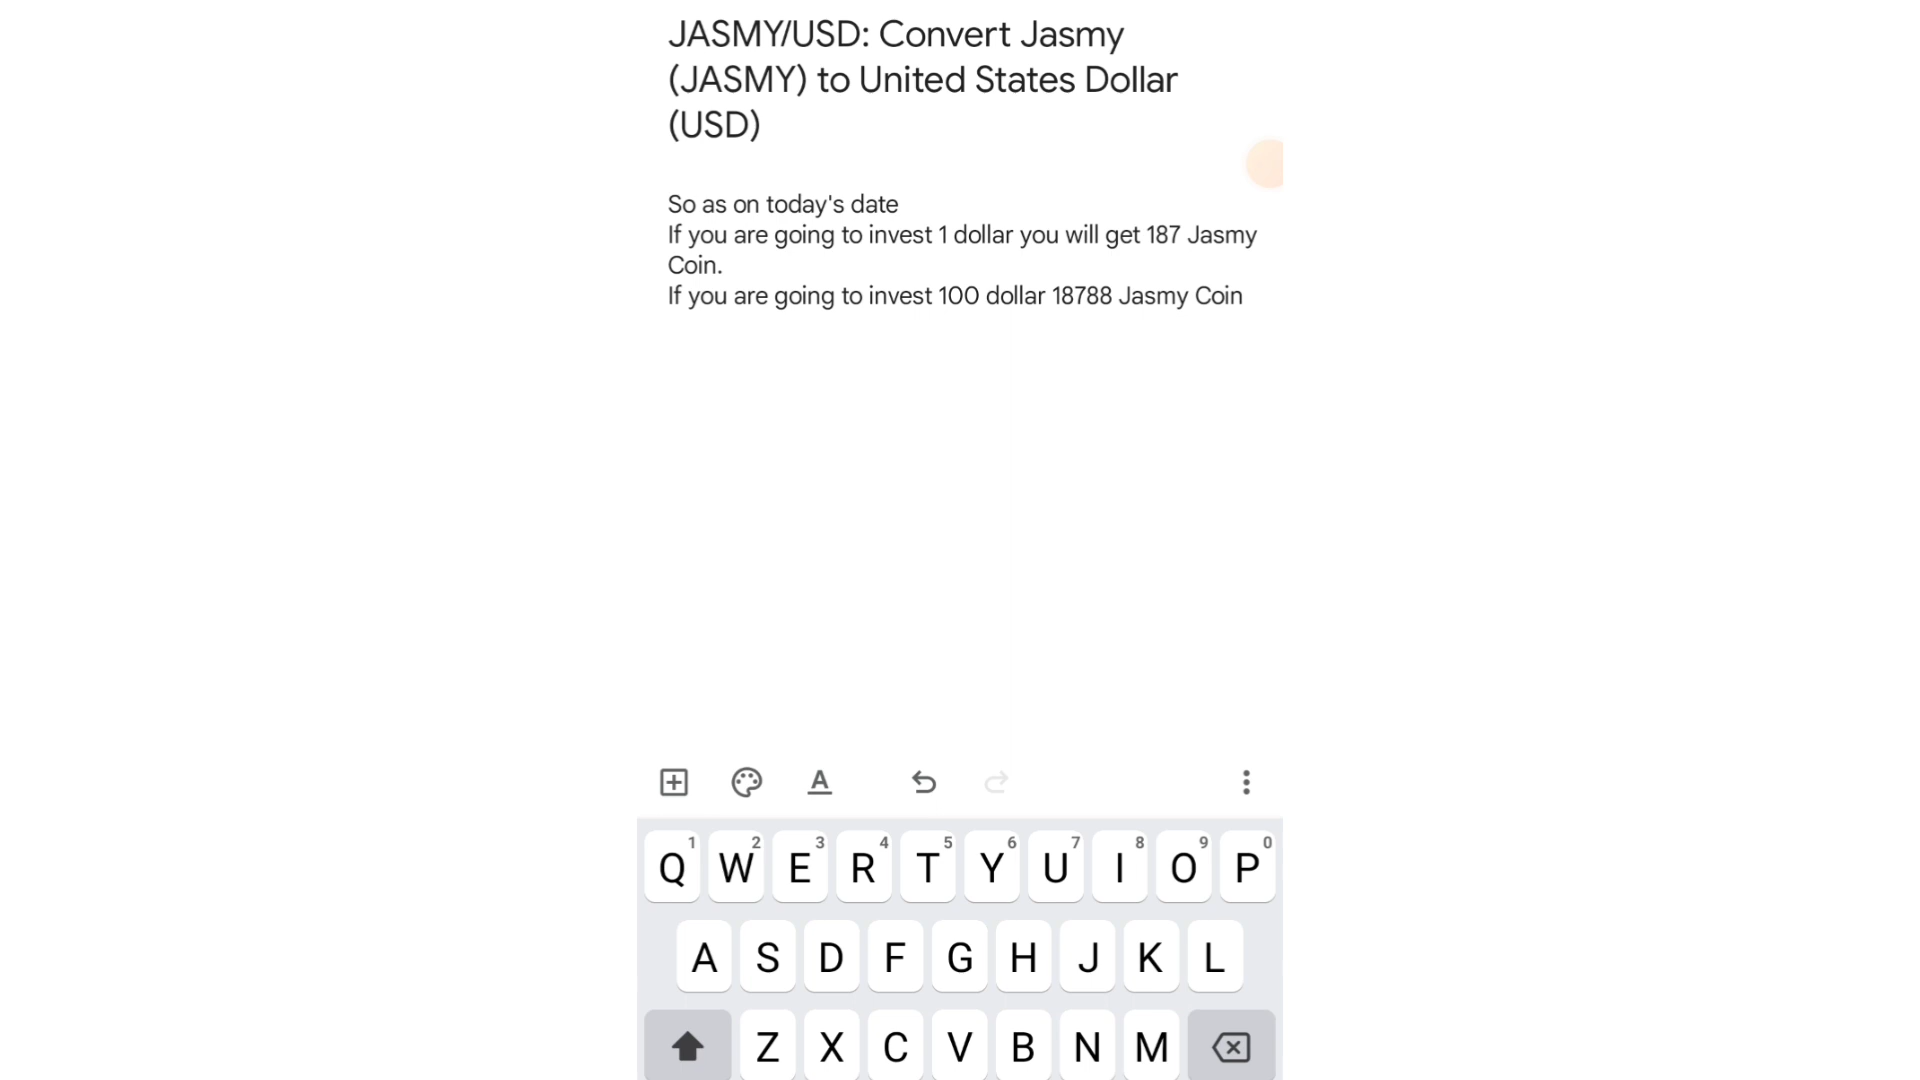 JASMY/USD: Convert Jasmy
(JASMY) to United States Dollar
(USD)
So as on today's date
If you are going to invest 1 dollar you will get 187 Jasmy
Coin.
If you are going to invest 100 dollar 18788 Jasmy Coin
A
1 2 3 4 5 6 7 8 9 0
Q W E R T Y U I O P
A S D F G H J K L
Z X C V B N M